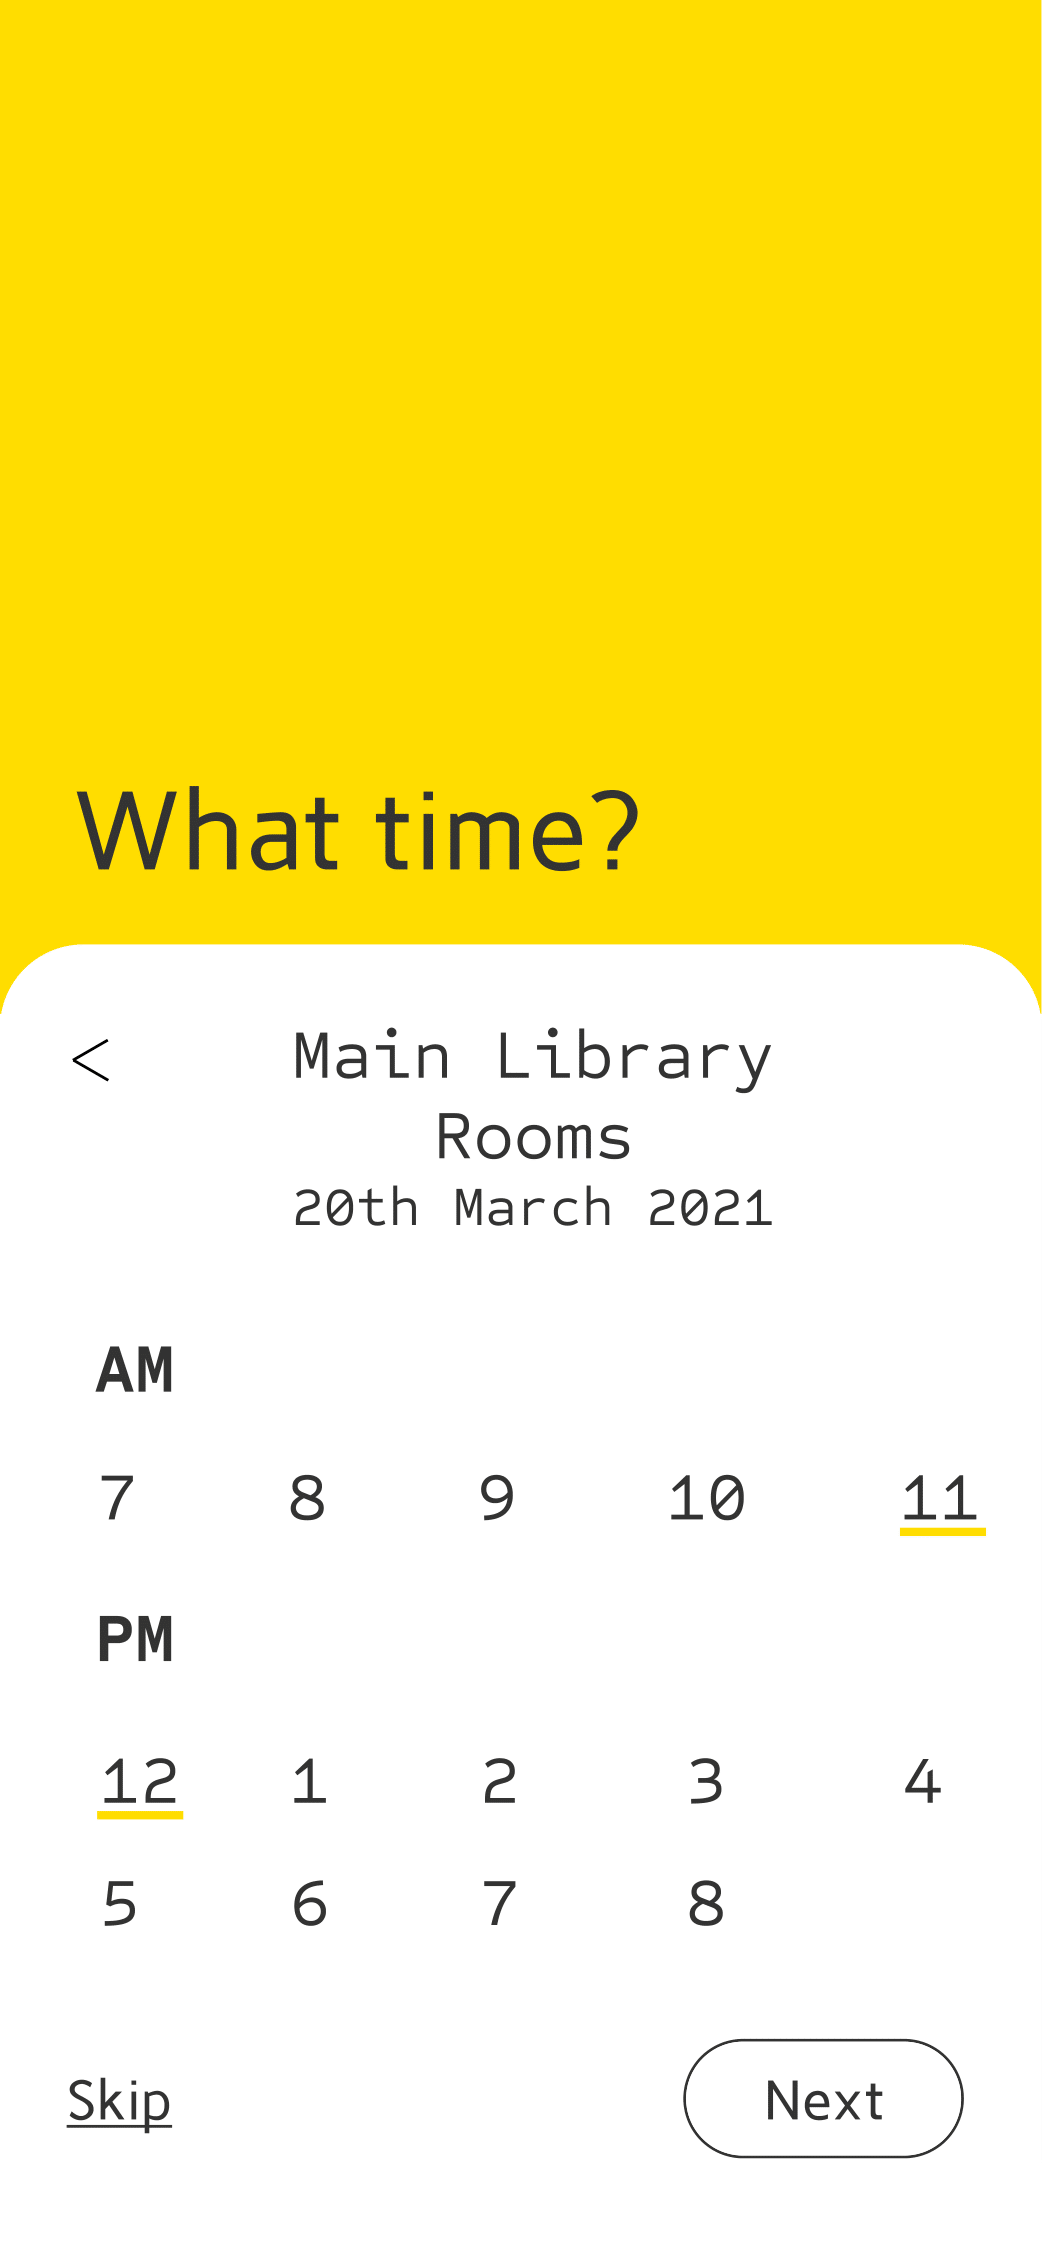 What time?
<
Main Library
Rooms
20th March 2021
AM
7 8 9 10 11
PM
12 1 2 3 4
5 6 7 8
Skip Next